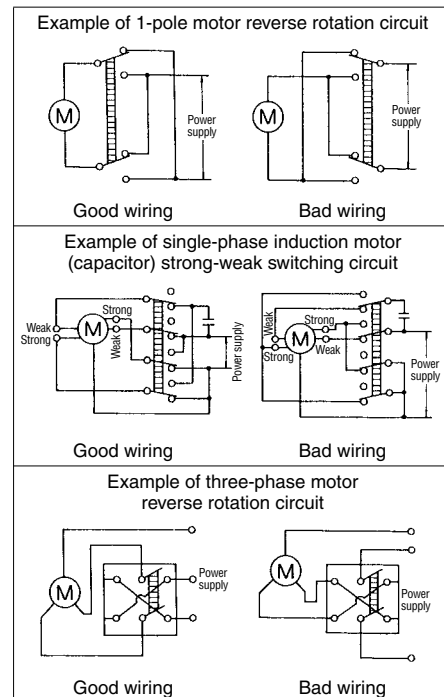 Example of 1-pole motor reverse rotation circuit
M
Power
supply
M
Power
supply
Good wiring
Bad wiring
Example of single-phase induction motor
(capacitor) strong-weak switching circuit
Weak
Strong
M
Strong
Weak
Power supply
Weak
Strong
M
Strong
Weak
Power
supply
Good wiring
Bad wiring
Example of three-phase motor
reverse rotation circuit
M
Power
supply
M
Power
supply
Good wiring
Bad wiring